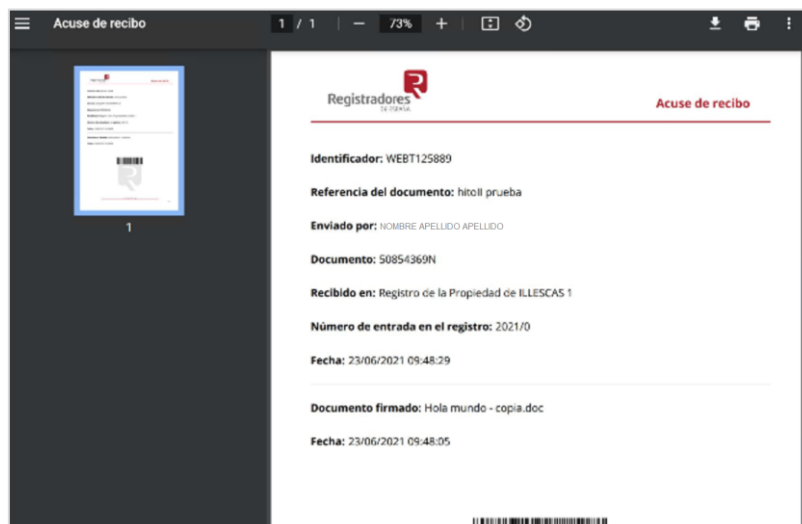 Acuse de recibo
1 / 1
73%
1
Registradores
DE ESPAÑA
Acuse de recibo
Identificador: WEBT125889
Referencia del documento: hitoII prueba
Enviado por: NOMBRE APELLIDO APELLIDO
Documento: 50854369N
Recibido en: Registro de la Propiedad de ILLESCAS 1
Número de entrada en el registro: 2021/0
Fecha: 23/06/2021 09:48:29
Documento firmado: Hola mundo - copia.doc
Fecha: 23/06/2021 09:48:05